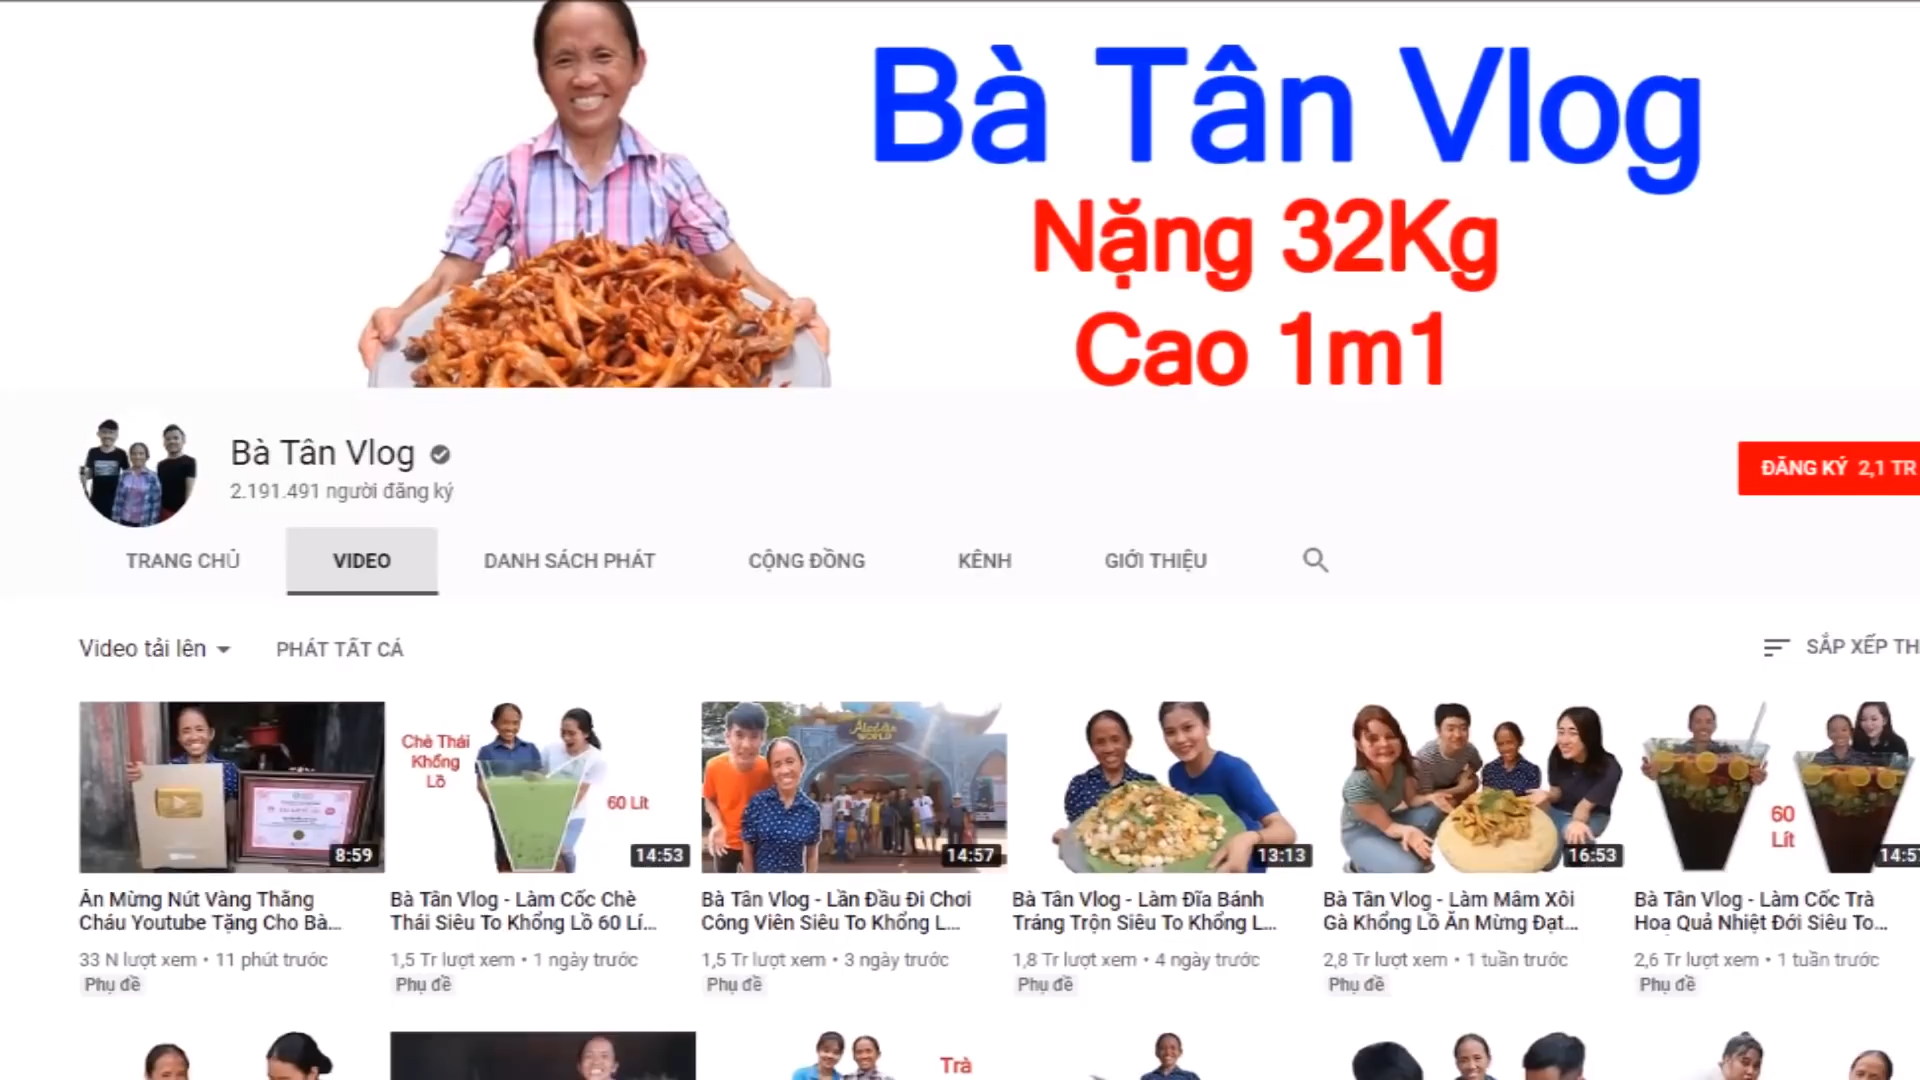 Bà Tân Vlog
Nặng 32Kg
Cao 1m1
Bà Tân Vlog
2.191.491 người đăng ký
ĐĂNG KÝ 2,1 TR
TRANG CHỦ
VIDEO
DANH SÁCH PHÁT
CỘNG ĐỒNG
KÊNH
GIỚI THIỆU
Video tải lên
PHÁT TẤT CẢ
SẮP XẾP TH
8:59
Chè Thái
Khổng
Lồ
60 Lít
14:53
Aladdin
WORLD
14:57
13:13
16:53
60
Lít
14:5
Ăn Mừng Nút Vàng Thằng
Cháu Youtube Tặng Cho Bà...
33 N lượt xem • 11 phút trước
Phụ đề
Bà Tân Vlog - Làm Cốc Chè
Thái Siêu To Khổng Lồ 60 Lí...
1,5 Tr lượt xem • 1 ngày trước
Phụ đề
Bà Tân Vlog - Lần Đầu Đi Chơi
Công Viên Siêu To Khổng L...
1,5 Tr lượt xem • 3 ngày trước
Phụ đề
Bà Tân Vlog - Làm Đĩa Bánh
Tráng Trộn Siêu To Khổng L...
1,8 Tr lượt xem • 4 ngày trước
Phụ đề
Bà Tân Vlog - Làm Mâm Xôi
Gà Khổng Lồ Ăn Mừng Đạt...
2,8 Tr lượt xem • 1 tuần trước
Phụ đề
Bà Tân Vlog - Làm Cốc Trà
Hoa Quả Nhiệt Đới Siêu To...
2,6 Tr lượt xem • 1 tuần trước
Phụ đề
Trà